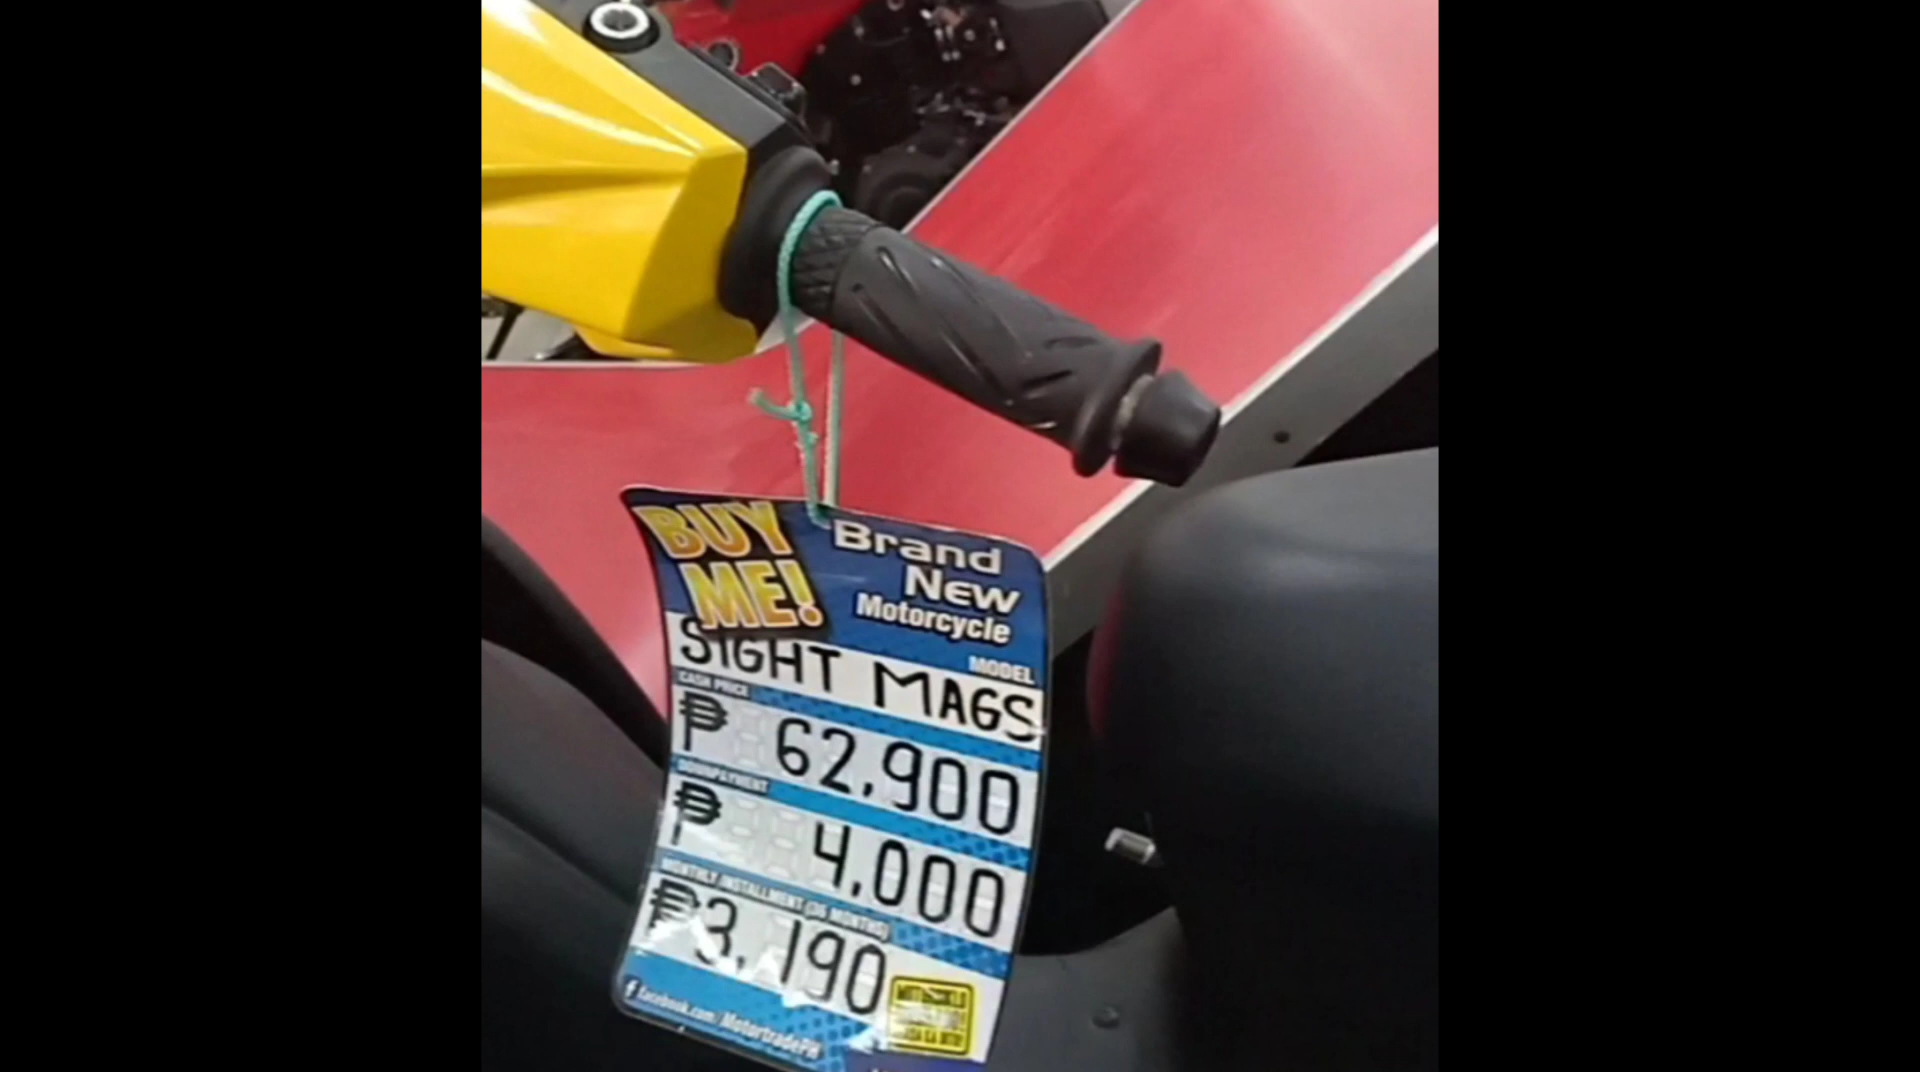 BUY
ME!
Brand
New
Motorcycle
MODEL
SIGHT MAGS
CASH PRICE
₱ 62,900
DOWNPAYMENT
₱ 4,000
MONTHLY INSTALLMENT (36 MONTHS)
₱3,190
facebook.com/MotortradePH